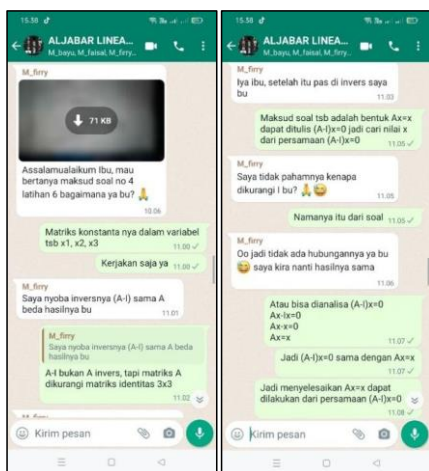 15.38
ALJABAR LINEA...
M_bayu, M_faisal, M_firry..
M_firry
71 KB
Assalamualaikum Ibu, mau
bertanya maksud soal no 4
latihan 6 bagaimana ya bu?
10.06
Matriks konstanta nya dalam variabel
tsb x1, x2, x3
11.00
Kerjakan saja ya
11.00
M_firry
Saya nyoba inversnya (A-I) sama A
beda hasilnya bu
11.01
M_firry
Saya nyoba inversnya (A-I) sama A beda
hasilnya bu
A-I bukan A invers, tapi matriks A
dikurangi matriks identitas 3x3
11.02
Kirim pesan
15.38
ALJABAR LINEA...
M_bayu, M_faisal, M_firry..
M_firry
Iya ibu, setelah itu pas di invers saya
bu
11.03
Maksud soal tsb adalah bentuk Ax=x
dapat ditulis (A-I)x=0 jadi cari nilai x
dari persamaan (A-I)x=0
11.05
M_firry
Saya tidak pahamnya kenapa
dikurangi I bu?
11.05
Namanya itu dari soal
11.05
M_firry
Oo jadi tidak ada hubungannya ya bu
saya kira nanti hasilnya sama
11.06
Atau bisa dianalisa (A-I)x=0
Ax-Ix=0
Ax-x=0
Ax=x
11.07
Jadi (A-I)x=0 sama dengan Ax=x
11.07
Jadi menyelesaikan Ax=x dapat
dilakukan dari persamaan (A-I)x=0
11.08
Kirim pesan